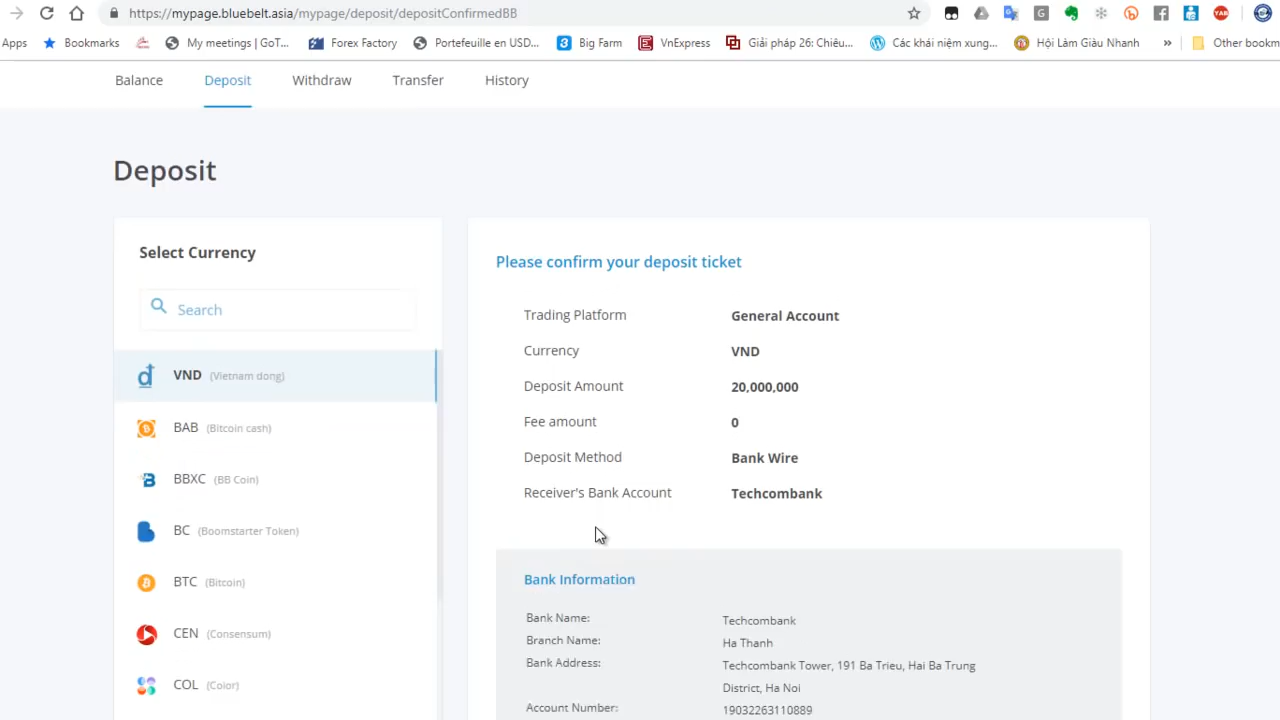 https://mypage.bluebelt.asia/mypage/deposit/depositConfirmedBB
Apps Bookmarks My meetings | GoT... Forex Factory Portefeuille en USD... Big Farm VnExpress Giải pháp 26: Chiêu... Các khái niệm xung... Hội Làm Giàu Nhanh » Other bookm
Balance Deposit Withdraw Transfer History
Deposit
Select Currency
Search
VND (Vietnam dong)
BAB (Bitcoin cash)
BBXC (BB Coin)
BC (Boomstarter Token)
BTC (Bitcoin)
CEN (Consensum)
COL (Color)
Please confirm your deposit ticket
Trading Platform General Account
Currency VND
Deposit Amount 20,000,000
Fee amount 0
Deposit Method Bank Wire
Receiver's Bank Account Techcombank
Bank Information
Bank Name: Techcombank
Branch Name: Ha Thanh
Bank Address: Techcombank Tower, 191 Ba Trieu, Hai Ba Trung
District, Ha Noi
Account Number: 19032263110889